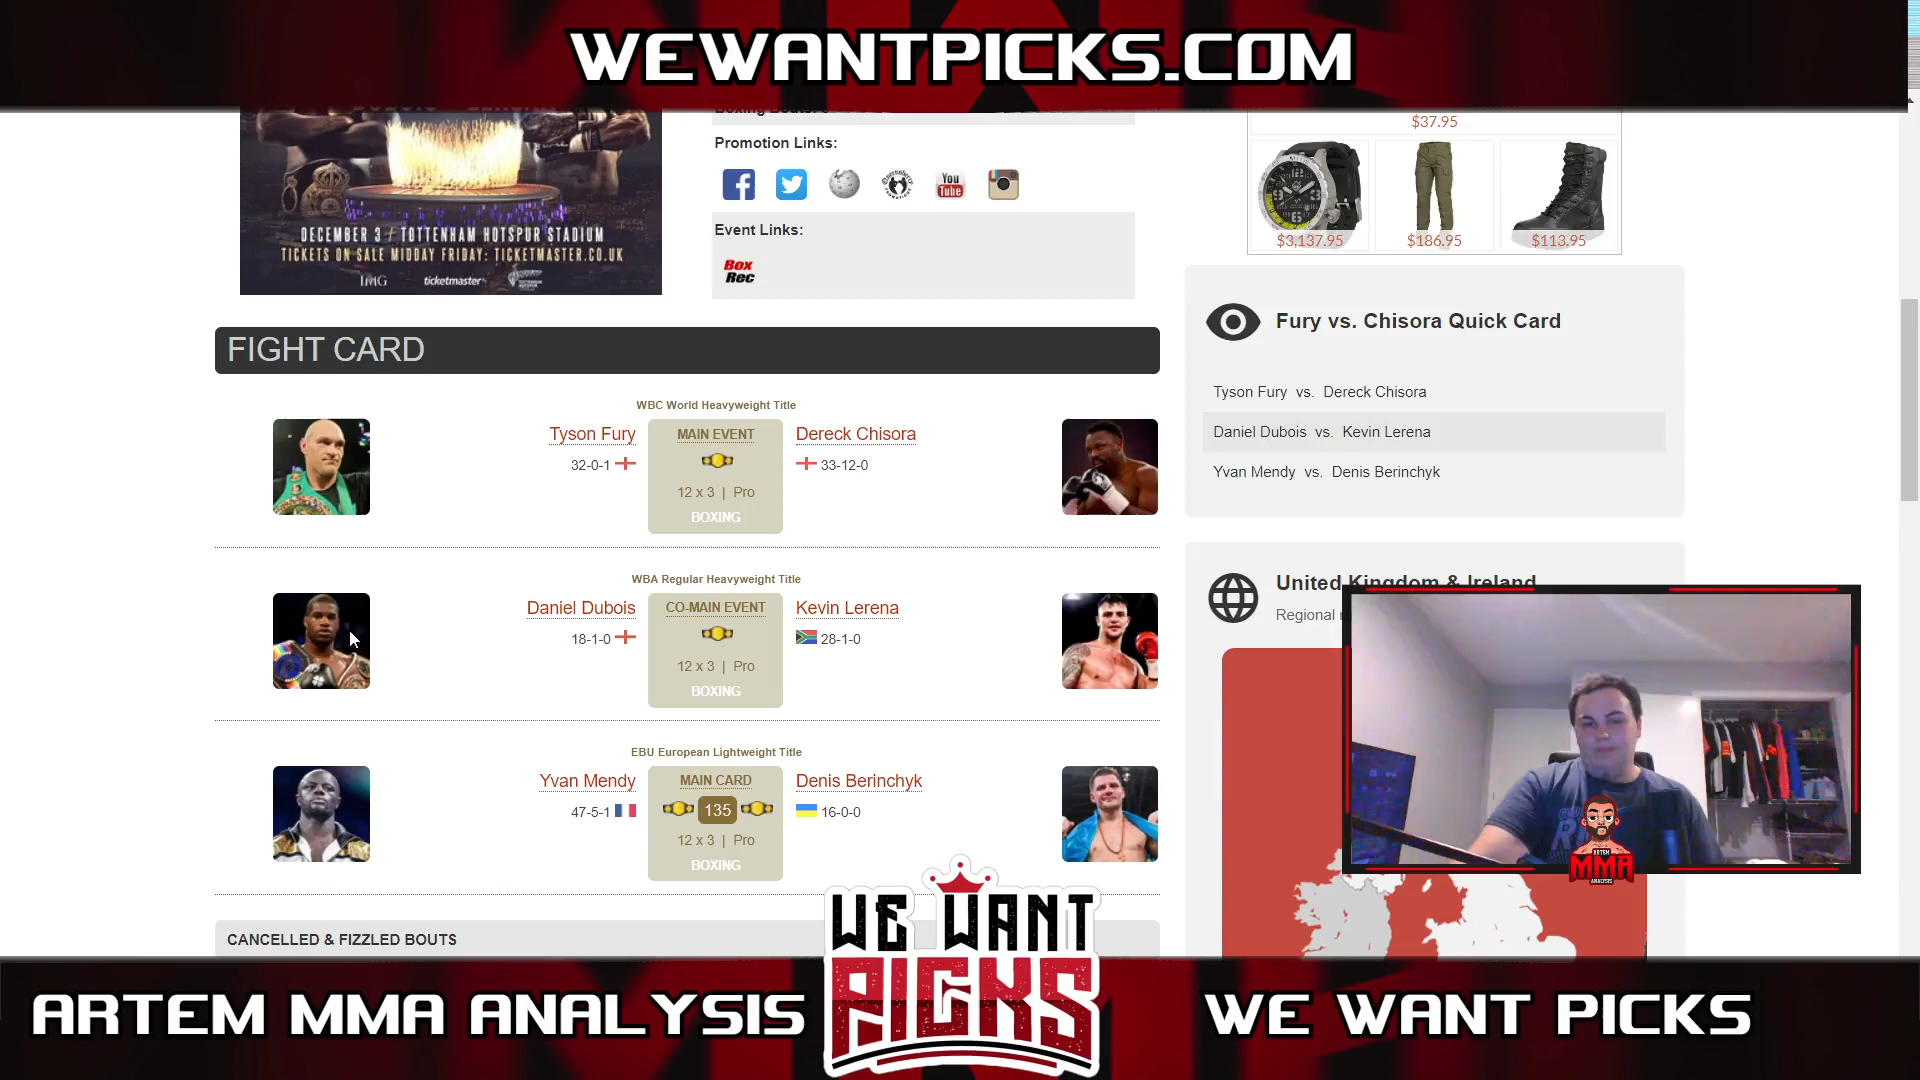 WEWANTPICKS.COM
$37.95
Promotion Links:
You
Tube
$3,137.95
$186.95
$113.95
Event Links:
DECEMBER 3 / TOTTENHAM HOTSPUR STADIUM
TICKETS ON SALE MIDDAY FRIDAY: TICKETMASTER.CO.UK
IMG
ticketmaster
Box
Rec
FIGHT CARD
Fury vs. Chisora Quick Card
Tyson Fury vs. Dereck Chisora
Daniel Dubois vs. Kevin Lerena
Yvan Mendy vs. Denis Berinchyk
WBC World Heavyweight Title
Tyson Fury
MAIN EVENT
Dereck Chisora
32-0-1
33-12-0
12 x 3 | Pro
BOXING
WBA Regular Heavyweight Title
Daniel Dubois
CO-MAIN EVENT
Kevin Lerena
18-1-0
28-1-0
12 x 3 | Pro
BOXING
United Kingdom & Ireland
Regional
EBU European Lightweight Title
Yvan Mendy
MAIN CARD
Denis Berinchyk
47-5-1
135
16-0-0
12 x 3 | Pro
BOXING
ARTEM
MMA
ANALYSIS
CANCELLED & FIZZLED BOUTS
WE WANT
PICKS
ARTEM MMA ANALYSIS
WE WANT PICKS